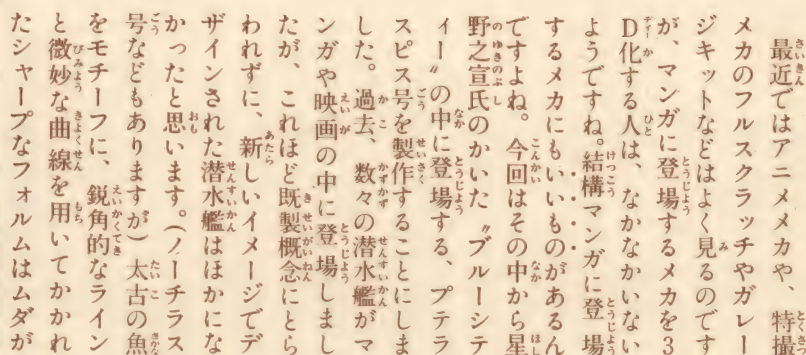 最近ではアニメメカや、特撮
メカのフルスクラッチやガレー
ジキットなどはよく見るのです
が、マンガに登場するメカを3
D化する人は、なかなかいない
ようですね。結構マンガに登場
するメカにもいいものがあるん
ですよね。今回はその中から星
野之宣氏のかいた〝ブルーシテ
ィー〟の中に登場する、プテラ
スピス号を製作することにしま
した。過去、数々の潜水艦がマ
ンガや映画の中に登場しまし
たが、これほど既製概念にとら
われずに、新しいイメージでデ
ザインされた潜水艦はほかにな
かったと思います。(ノーチラス
号などもありますが)太古の魚
をモチーフに、鋭角的なライン
と微妙な曲線を用いてかかれ
たシャープなフォルムはムダが